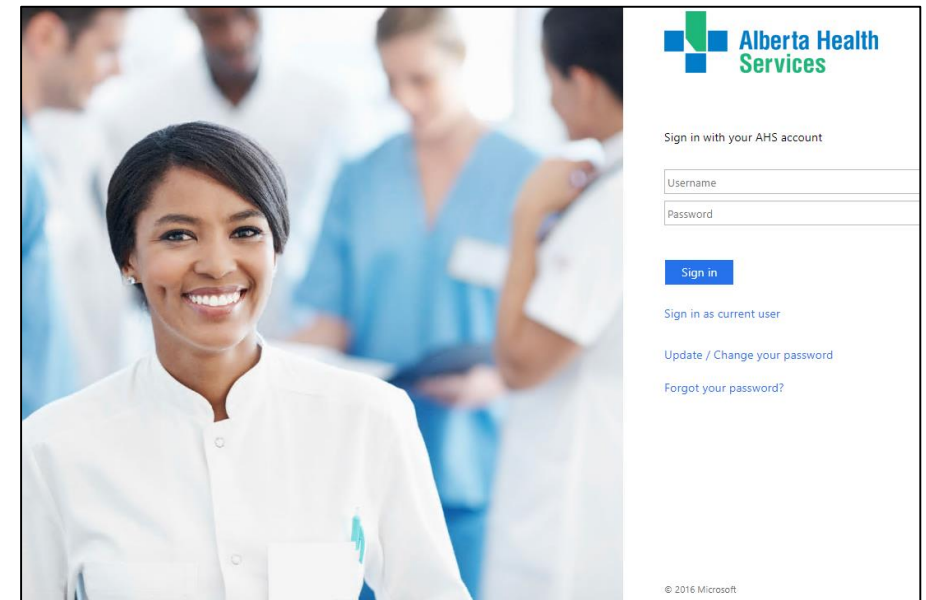 Alberta Health
Services
Sign in with your AHS account
Username
Password
Sign in
Sign in as current user
Update / Change your password
Forgot your password?
© 2016 Microsoft